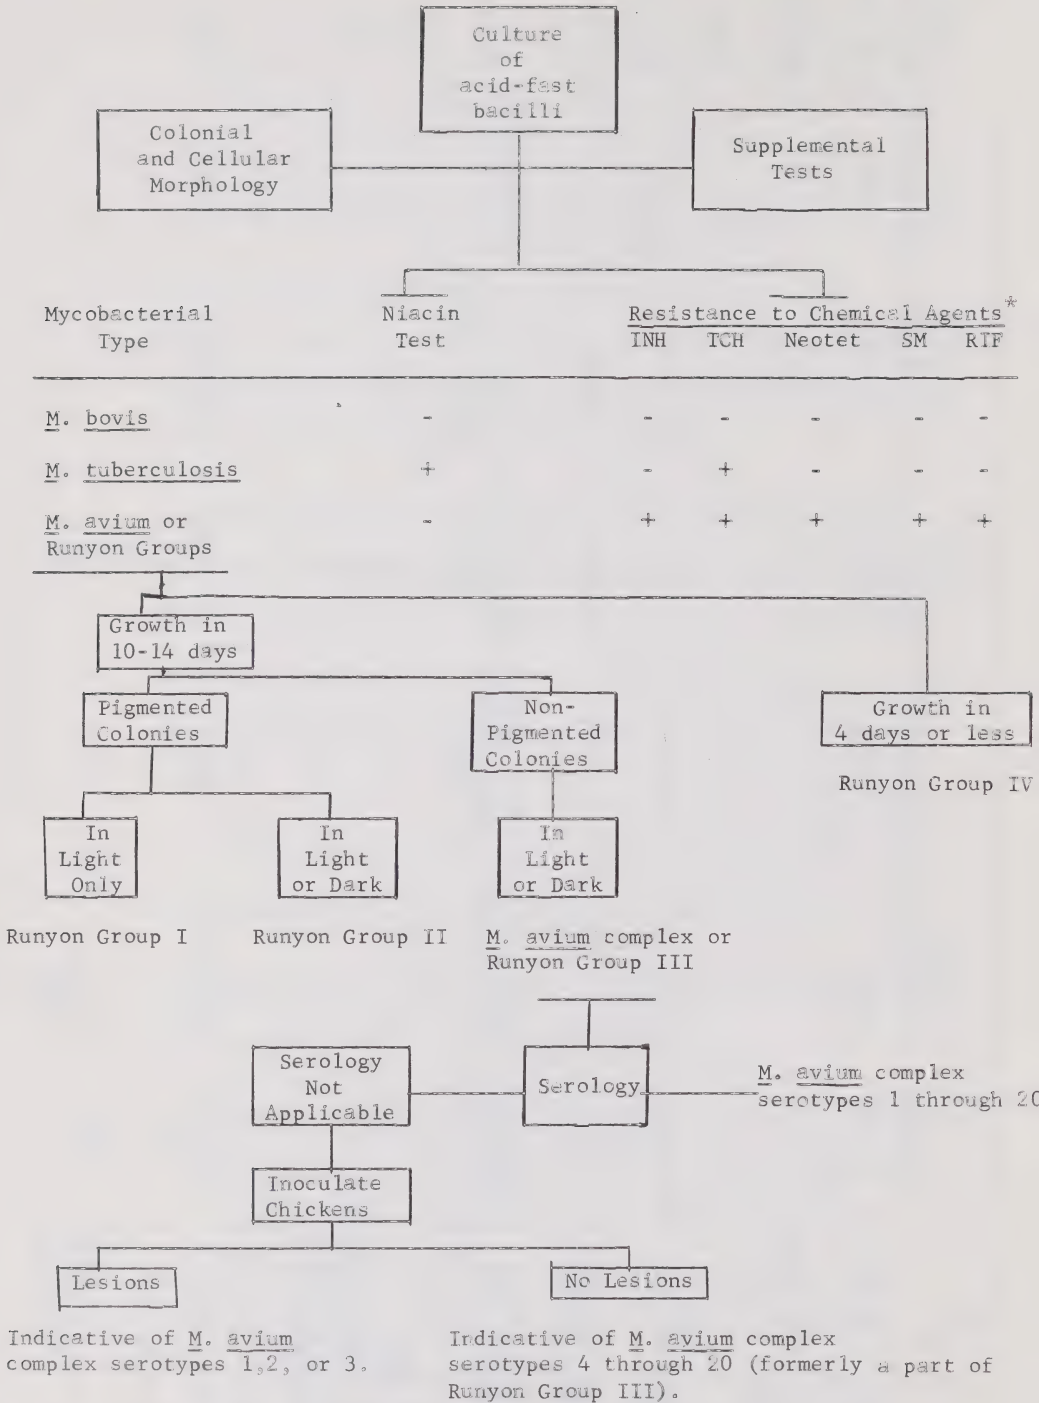 Culture
of
acid-fast
bacilli
Colonial
and Cellular
Morphology
Supplemental
Tests
Mycobacterial
Type
Niacin
Test
Resistance to Chemical Agents*
INH TCH Neotet SM RIF
M. bovis - - - - - -
M. tuberculosis + - + - - -
M. avium or - + + + + +
Runyon Groups
Growth in
10-14 days
Pigmented
Colonies
Non-
Pigmented
Colonies
Growth in
4 days or less
Runyon Group IV
In
Light
Only
In
Light
or Dark
In
Light
or Dark
Runyon Group I
Runyon Group II
M. avium complex or
Runyon Group III
Serology
Not
Applicable
Serology
M. avium complex
serotypes 1 through 20
Inoculate
Chickens
Lesions
No Lesions
Indicative of M. avium
complex serotypes 1,2, or 3.
Indicative of M. avium complex
serotypes 4 through 20 (formerly a part of
Runyon Group III).